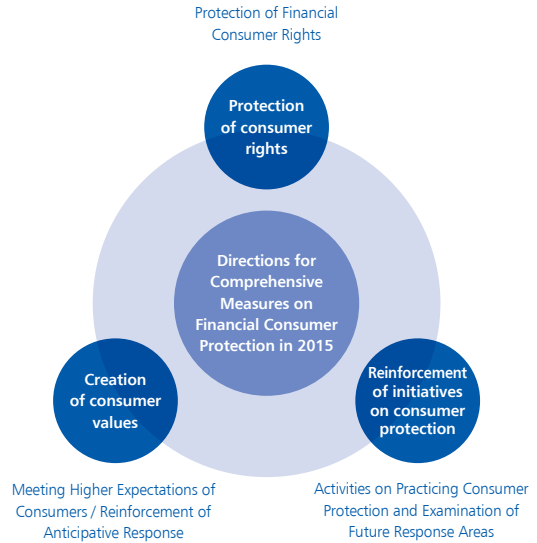 Protection of Financial
Consumer Rights
Protection
of consumer
rights
Directions for
Comprehensive
Measures on
Financial Consumer
Protection in 2015
Creation
of consumer
values
Reinforcement
of initiatives
on consumer
protection
Meeting Higher Expectations of
Consumers / Reinforcement of
Anticipative Response
Activities on Practicing Consumer
Protection and Examination of
Future Response Areas